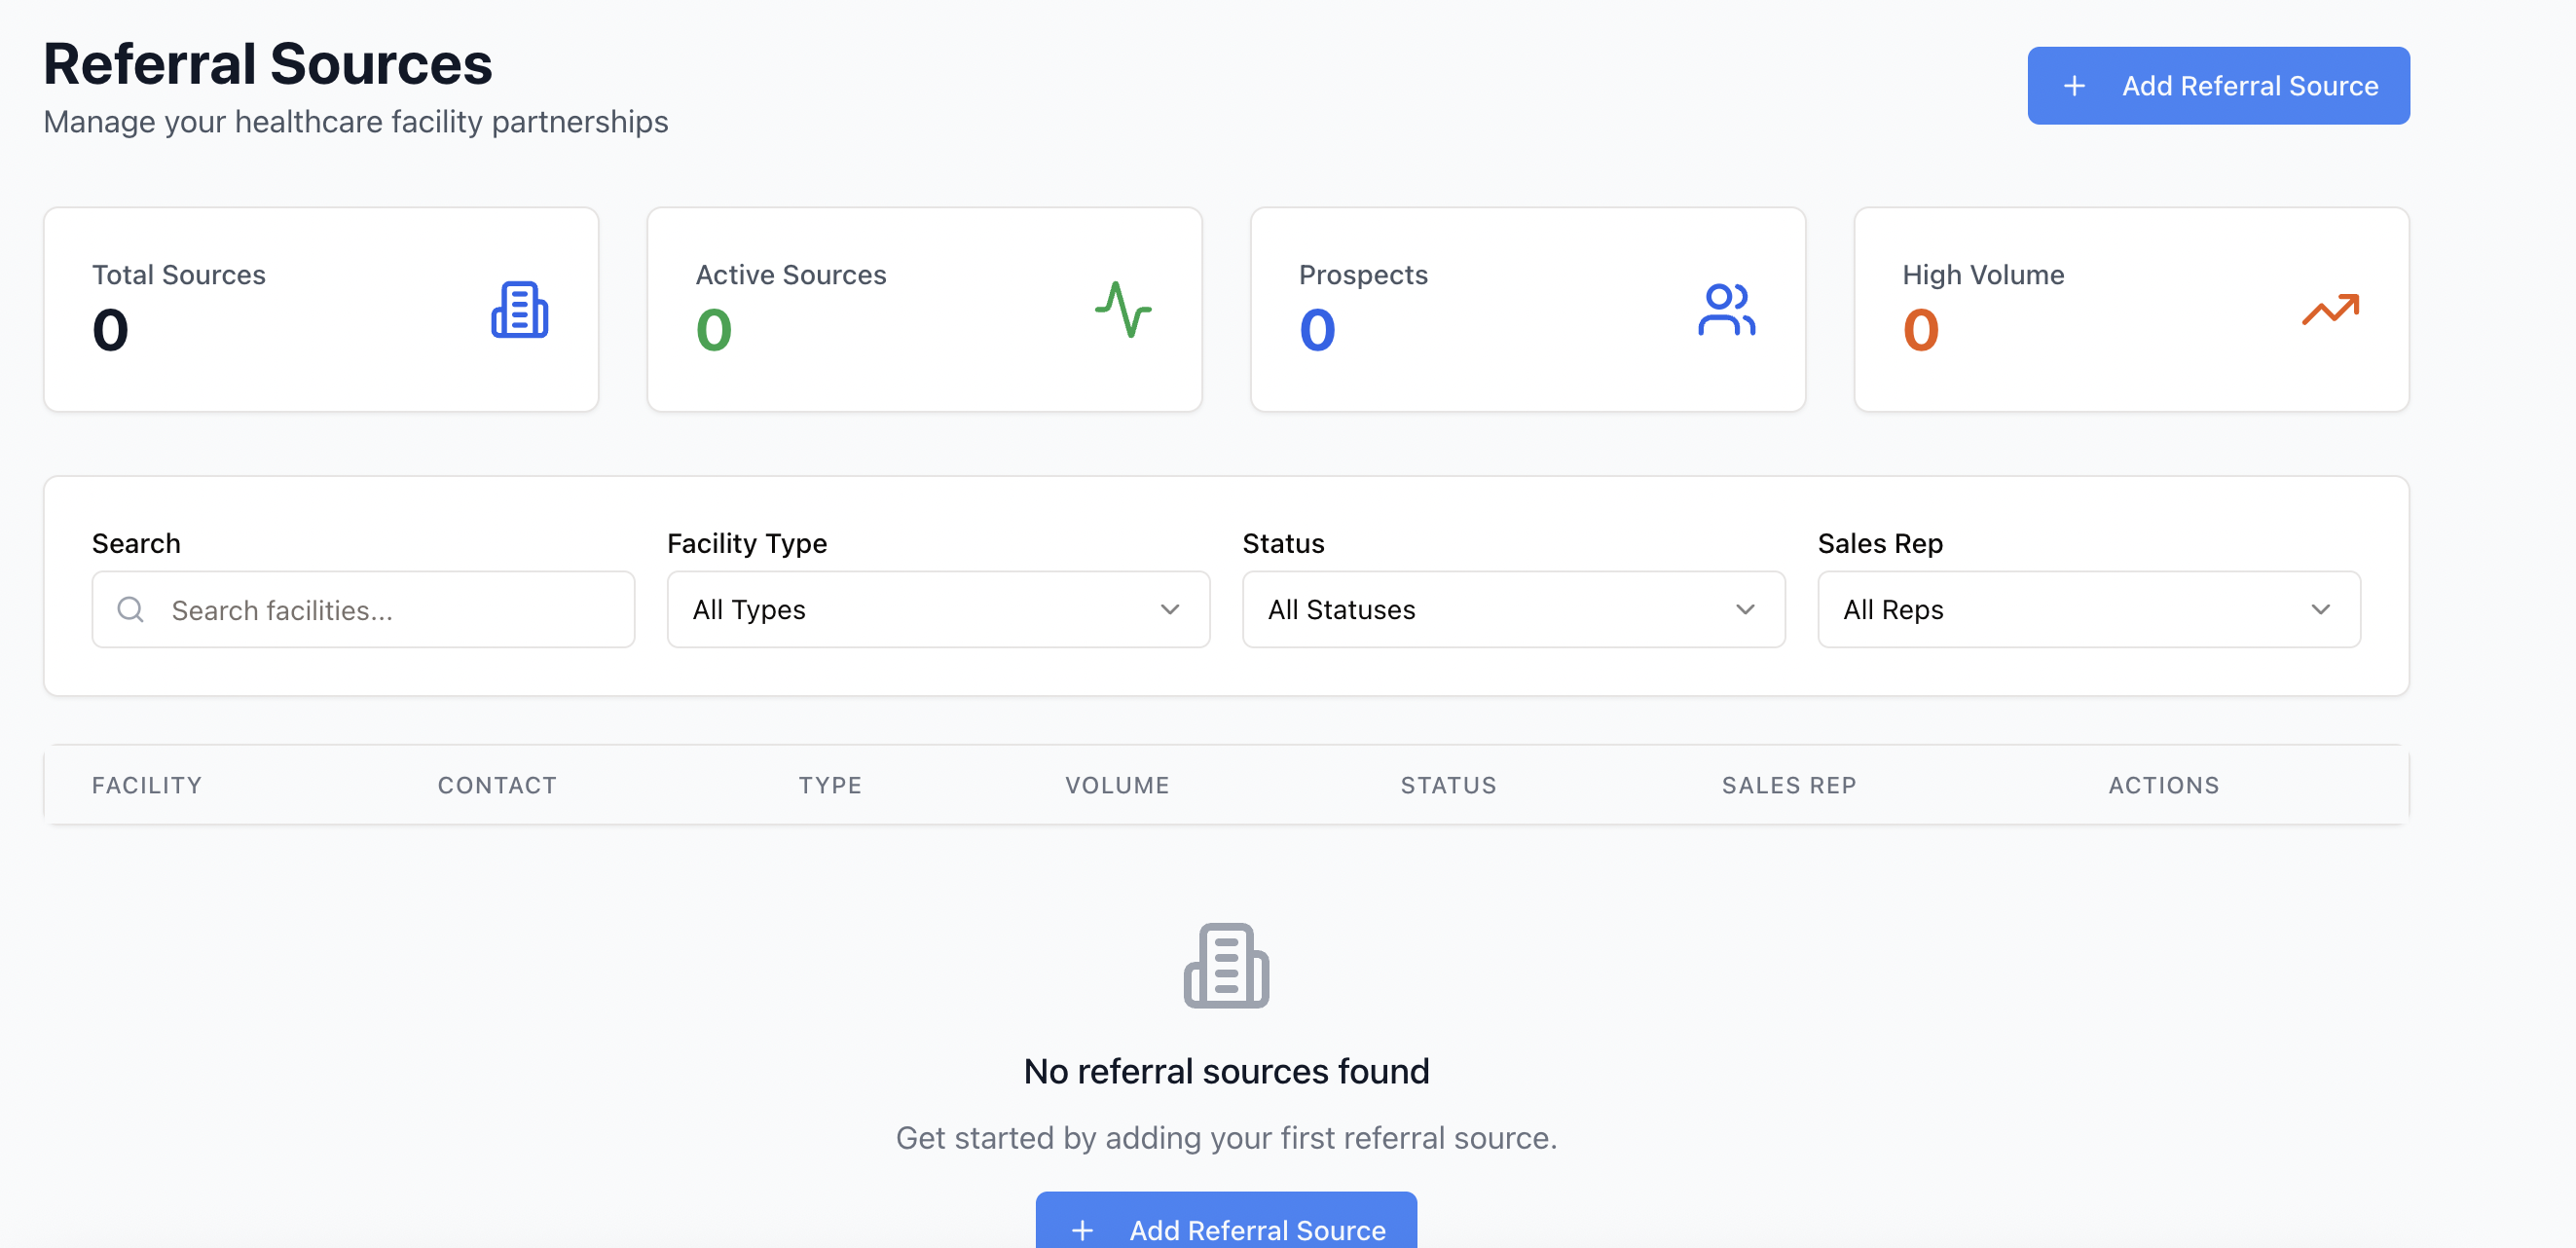 Referral Sources
Manage your healthcare facility partnerships
Add Referral Source
Total Sources
0
Active Sources
0
Prospects
0
High Volume
0
Search
Search facilities...
Facility Type
All Types
Status
All Statuses
Sales Rep
All Reps
FACILITY CONTACT TYPE VOLUME STATUS SALES REP ACTIONS
No referral sources found
Get started by adding your first referral source.
Add Referral Source